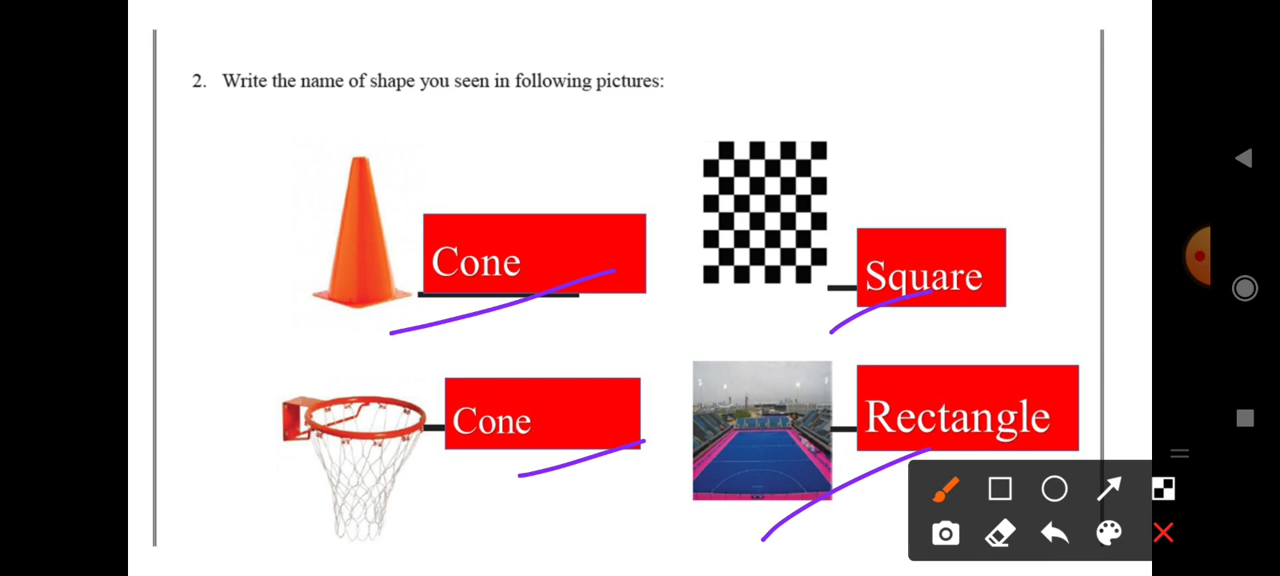 2. Write the name of shape you seen in following pictures:
Cone
Square
Cone
Rectangle